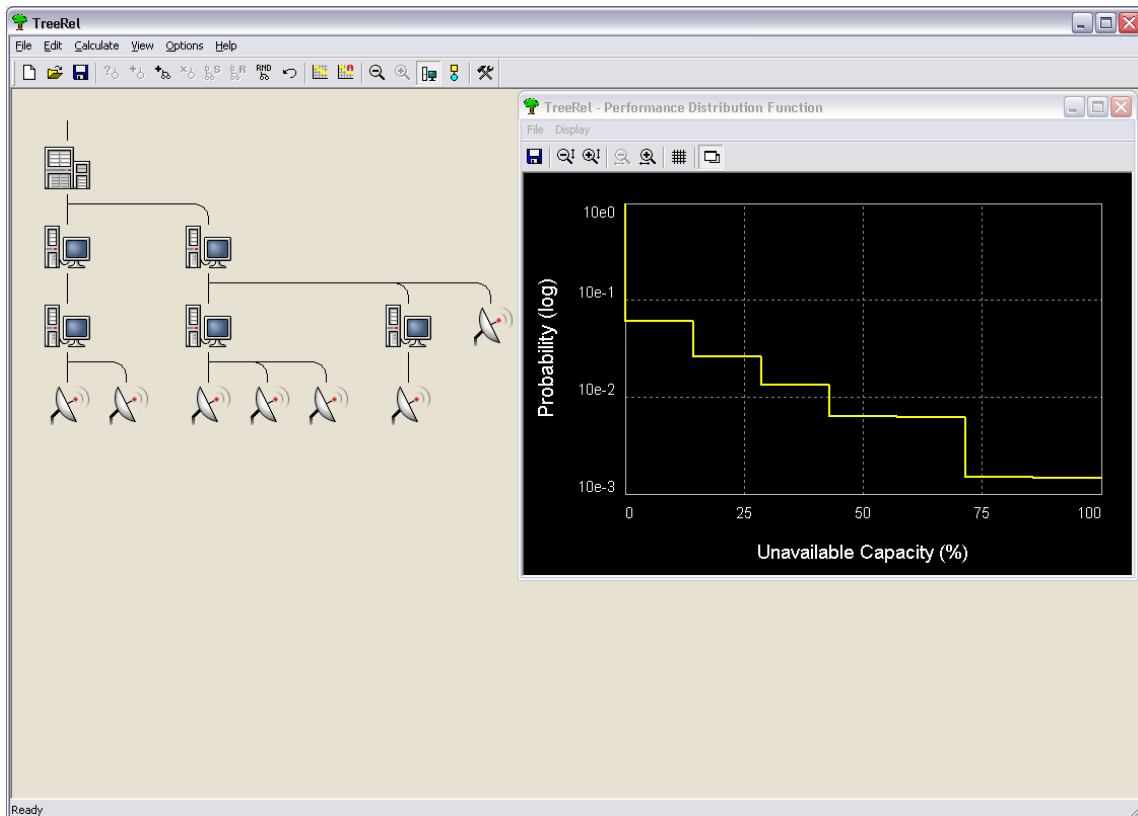 TreeRel
File Edit Calculate View Options Help
? + + × S R RND A
TreeRel - Performance Distribution Function
File Display
10e0
10e-1
10e-2
10e-3
Probability (log)
0 25 50 75 100
Unavailable Capacity (%)
Ready